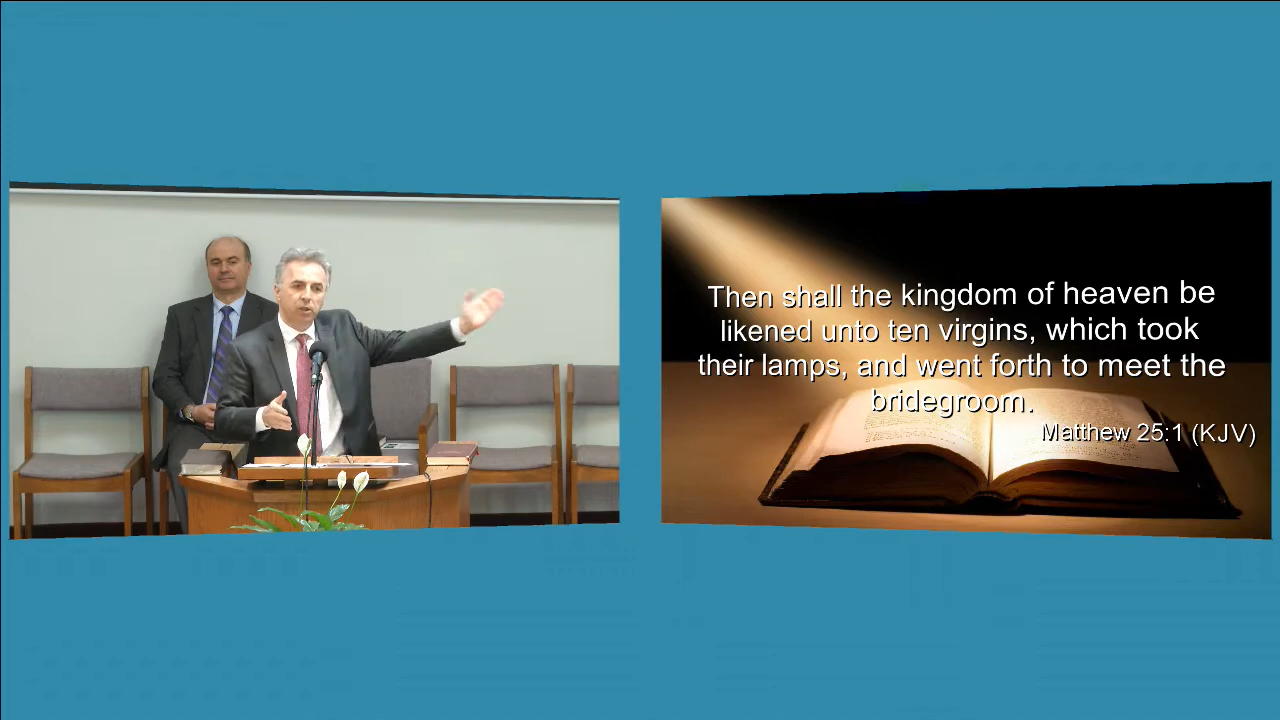 Then shall the kingdom of heaven be
likened unto ten virgins, which took
their lamps, and went forth to meet the
bridegroom.
Matthew 25:1 (KJV)